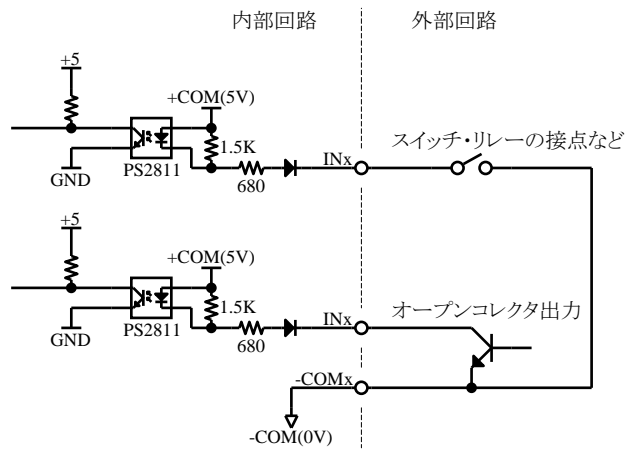 内部回路
外部回路
+5
+COM(5V)
1.5K
INx
スイッチ・リレーの接点など
GND
PS2811
680
+5
+COM(5V)
1.5K
INx
オープンコレクタ出力
GND
PS2811
680
-COMx
-COM(0V)